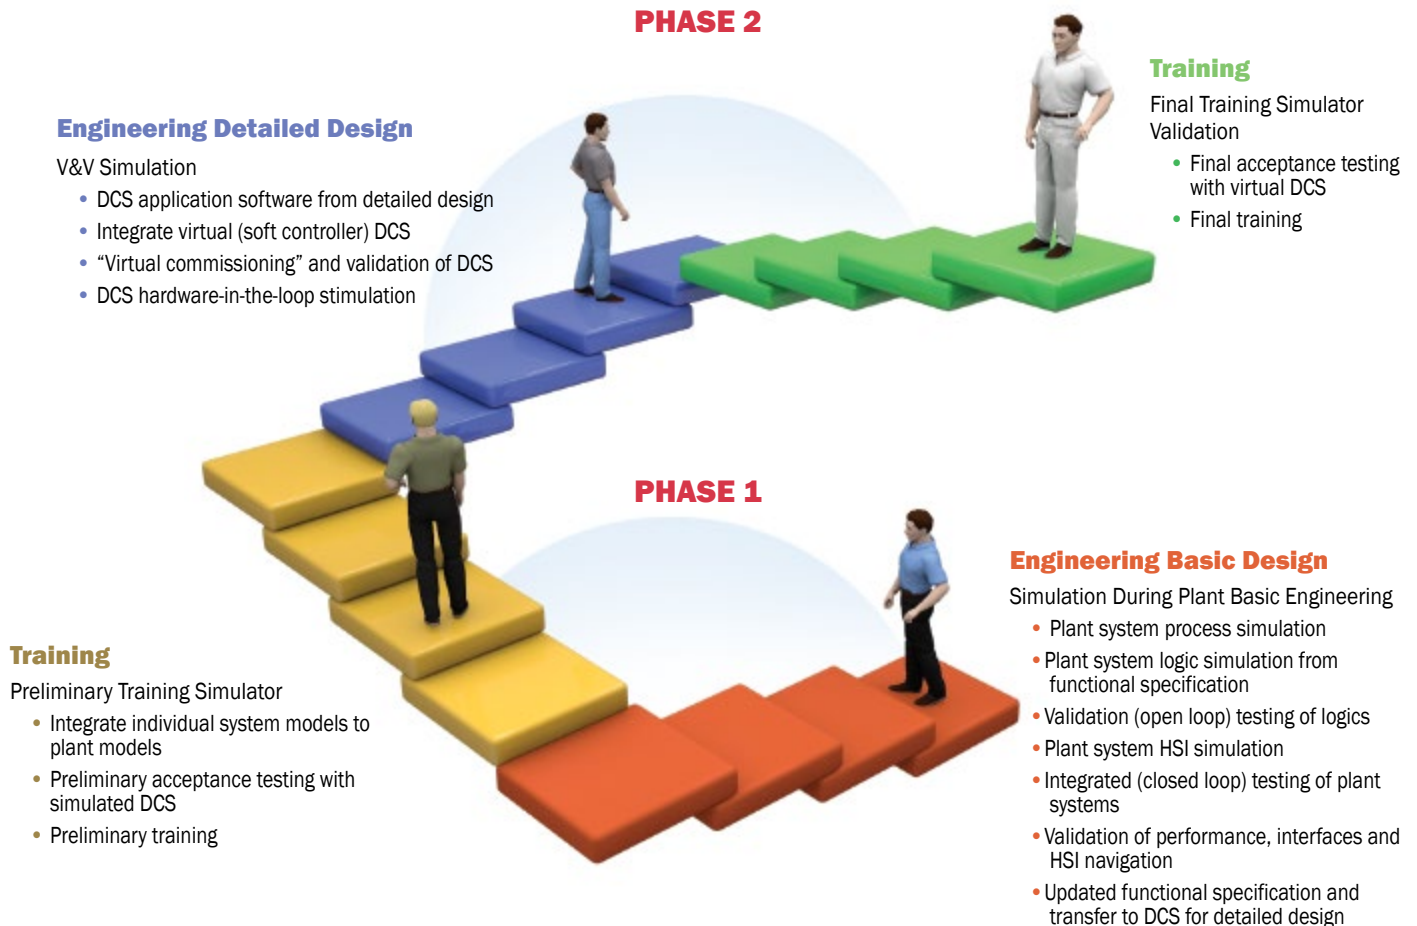 PHASE 2
Engineering Detailed Design
V&V Simulation
• DCS application software from detailed design
• Integrate virtual (soft controller) DCS
• “Virtual commissioning” and validation of DCS
• DCS hardware-in-the-loop stimulation
Training
Final Training Simulator
Validation
• Final acceptance testing
with virtual DCS
• Final training
PHASE 1
Engineering Basic Design
Simulation During Plant Basic Engineering
• Plant system process simulation
• Plant system logic simulation from
functional specification
• Validation (open loop) testing of logics
• Plant system HSI simulation
• Integrated (closed loop) testing of plant
systems
• Validation of performance, interfaces and
HSI navigation
• Updated functional specification and
transfer to DCS for detailed design
Training
Preliminary Training Simulator
• Integrate individual system models to
plant models
• Preliminary acceptance testing with
simulated DCS
• Preliminary training